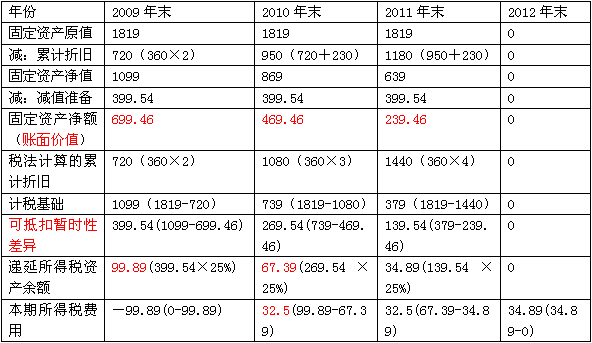 年份 2009 年末 2010 年末 2011 年末 2012 年末
固定资产原值 1819 1819 1819 0
减：累计折旧 720（360×2） 950（720＋230） 1180（950＋230） 0
固定资产净值 1099 869 639 0
减：减值准备 399.54 399.54 399.54 0
固定资产净额 699.46 469.46 239.46 0
（账面价值）
税法计算的累 720（360×2） 1080（360×3） 1440（360×4） 0
计折旧
计税基础 1099（1819-720） 739（1819-1080） 379（1819-1440） 0
可抵扣暂时性 399.54(1099-699.46) 269.54(739-469. 139.54(379-239. 0
差异 46) 46)
递延所得税资 99.89(399.54×25%) 67.39(269.54 × 34.89(139.54 × 0
产余额 25%) 25%)
本期所得税费 －99.89(0-99.89) 32.5(99.89-67.3 32.5(67.39-34.8 34.89(34.8
用 9) 9) 9-0)